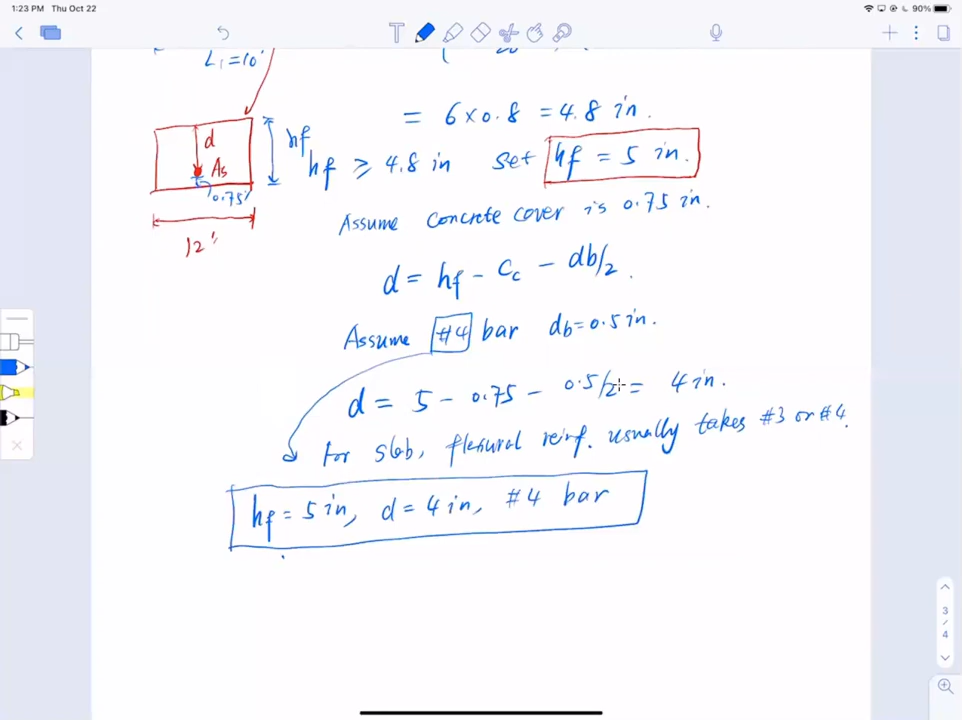 1:23 PM Thu Oct 22
90%
L₁=10'
20
= 6×0.8 = 4.8 in.
d
hf
As
0.75"
12"
hf ≥ 4.8 in Set hf = 5 in.
Assume concrete cover is 0.75 in.
d = hf - Cc - db/2.
Assume #4 bar db=0.5 in.
d = 5 - 0.75 - 0.5/2 = 4 in.
For slab, flexural reinf. usually takes #3 or #4.
hf = 5 in, d = 4 in, #4 bar
3
/
4